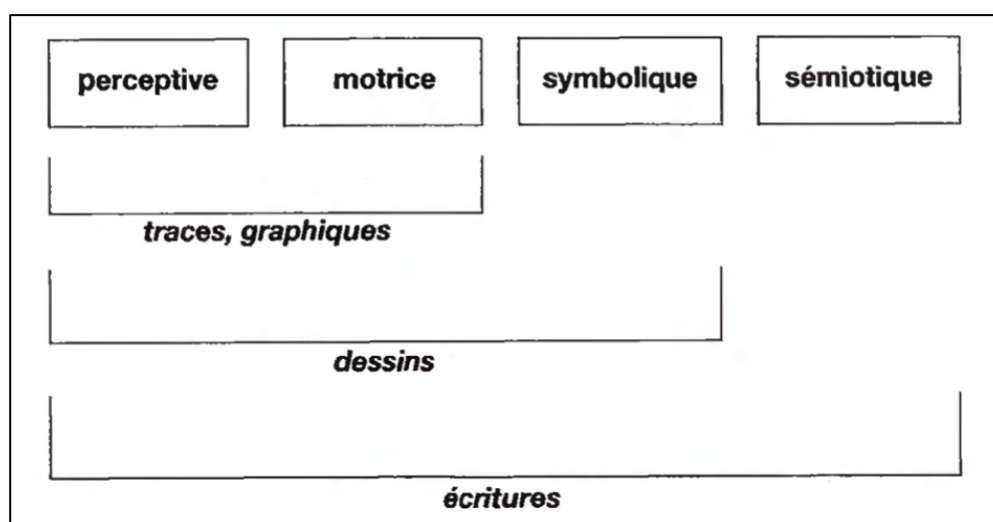 perceptive motrice symbolique sémiotique
traces, graphiques
dessins
écritures